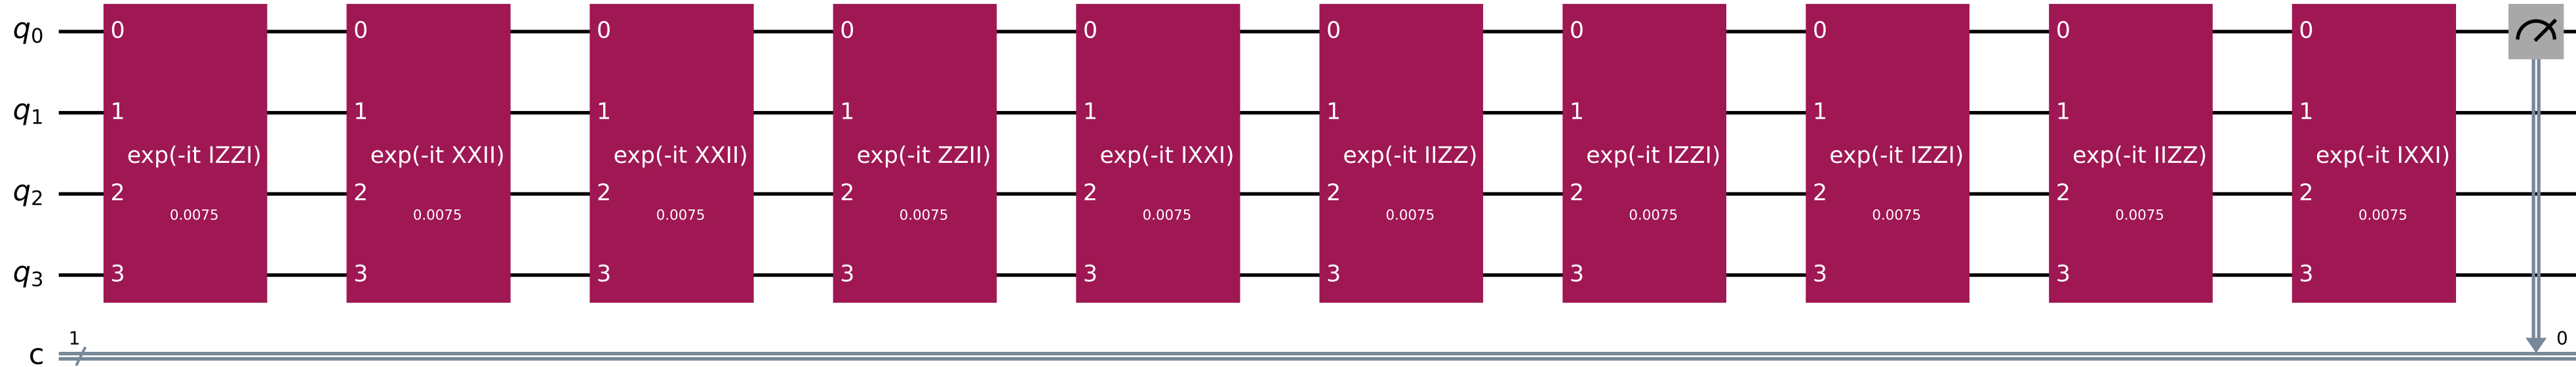 q0 0 0 0 0 0 0 0 0 0 0
q1 1 1 1 1 1 1 1 1 1 1
exp(-it IZZI) exp(-it XXII) exp(-it XXII) exp(-it ZZII) exp(-it IXXI) exp(-it IIZZ) exp(-it IZZI) exp(-it IZZI) exp(-it IIZZ) exp(-it IXXI)
q2 2 2 2 2 2 2 2 2 2 2
0.0075 0.0075 0.0075 0.0075 0.0075 0.0075 0.0075 0.0075 0.0075 0.0075
q3 3 3 3 3 3 3 3 3 3 3
1 0
c